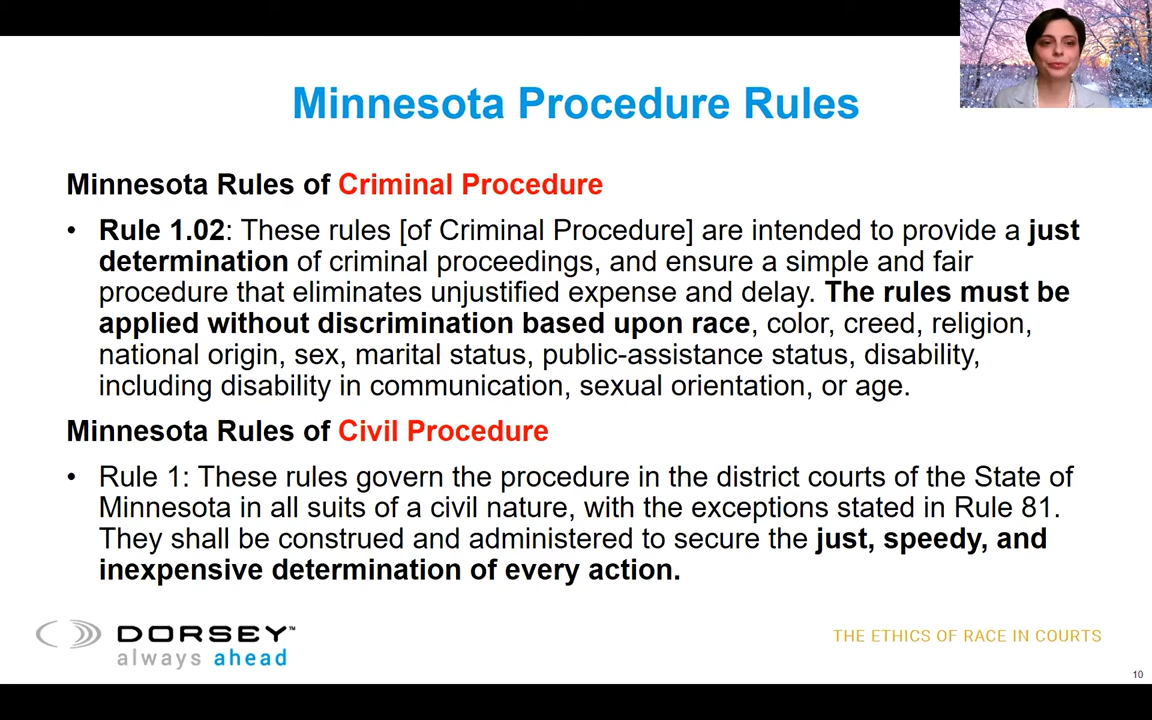 Minnesota Procedure Rules
Minnesota Rules of Criminal Procedure
• Rule 1.02: These rules [of Criminal Procedure] are intended to provide a just
determination of criminal proceedings, and ensure a simple and fair
procedure that eliminates unjustified expense and delay. The rules must be
applied without discrimination based upon race, color, creed, religion,
national origin, sex, marital status, public-assistance status, disability,
including disability in communication, sexual orientation, or age.
Minnesota Rules of Civil Procedure
• Rule 1: These rules govern the procedure in the district courts of the State of
Minnesota in all suits of a civil nature, with the exceptions stated in Rule 81.
They shall be construed and administered to secure the just, speedy, and
inexpensive determination of every action.
DORSEY™
always ahead
THE ETHICS OF RACE IN COURTS
10